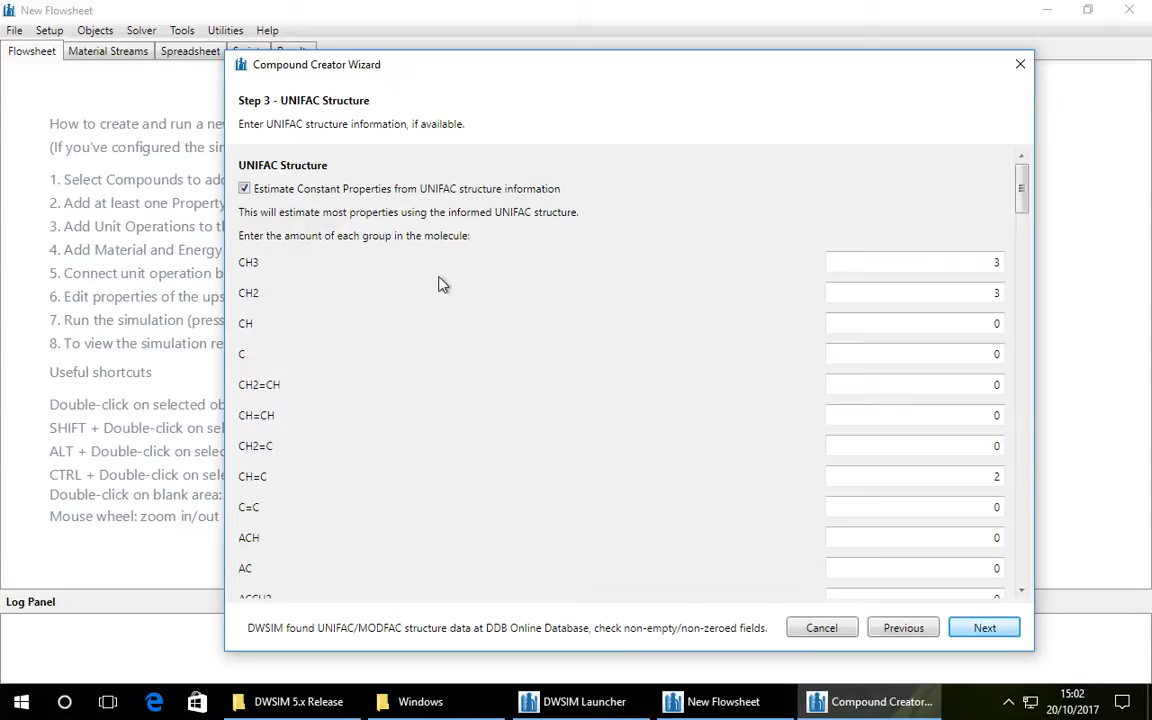 New Flowsheet
File Setup Objects Solver Tools Utilities Help
Flowsheet Material Streams Spreadsheet
Compound Creator Wizard
Step 3 - UNIFAC Structure
Enter UNIFAC structure information, if available.
How to create and run a ne
(If you've configured the si
1. Select Compounds to add
2. Add at least one Property
3. Add Unit Operations to th
4. Add Material and Energy
5. Connect unit operation b
6. Edit properties of the ups
7. Run the simulation (press
8. To view the simulation re
Useful shortcuts
Double-click on selected ob
SHIFT + Double-click on sel
ALT + Double-click on selec
CTRL + Double-click on sele
Double-click on blank area:
Mouse wheel: zoom in/out
UNIFAC Structure
Estimate Constant Properties from UNIFAC structure information
This will estimate most properties using the informed UNIFAC structure.
Enter the amount of each group in the molecule:
CH3 3
CH2 3
CH 0
C 0
CH2=CH 0
CH=CH 0
CH2=C 0
CH=C 2
C=C 0
ACH 0
AC 0
Log Panel
DWSIM found UNIFAC/MODFAC structure data at DDB Online Database, check non-empty/non-zeroed fields.
Cancel Previous Next
DWSIM 5.x Release Windows DWSIM Launcher New Flowsheet Compound Creator...
15:02
20/10/2017